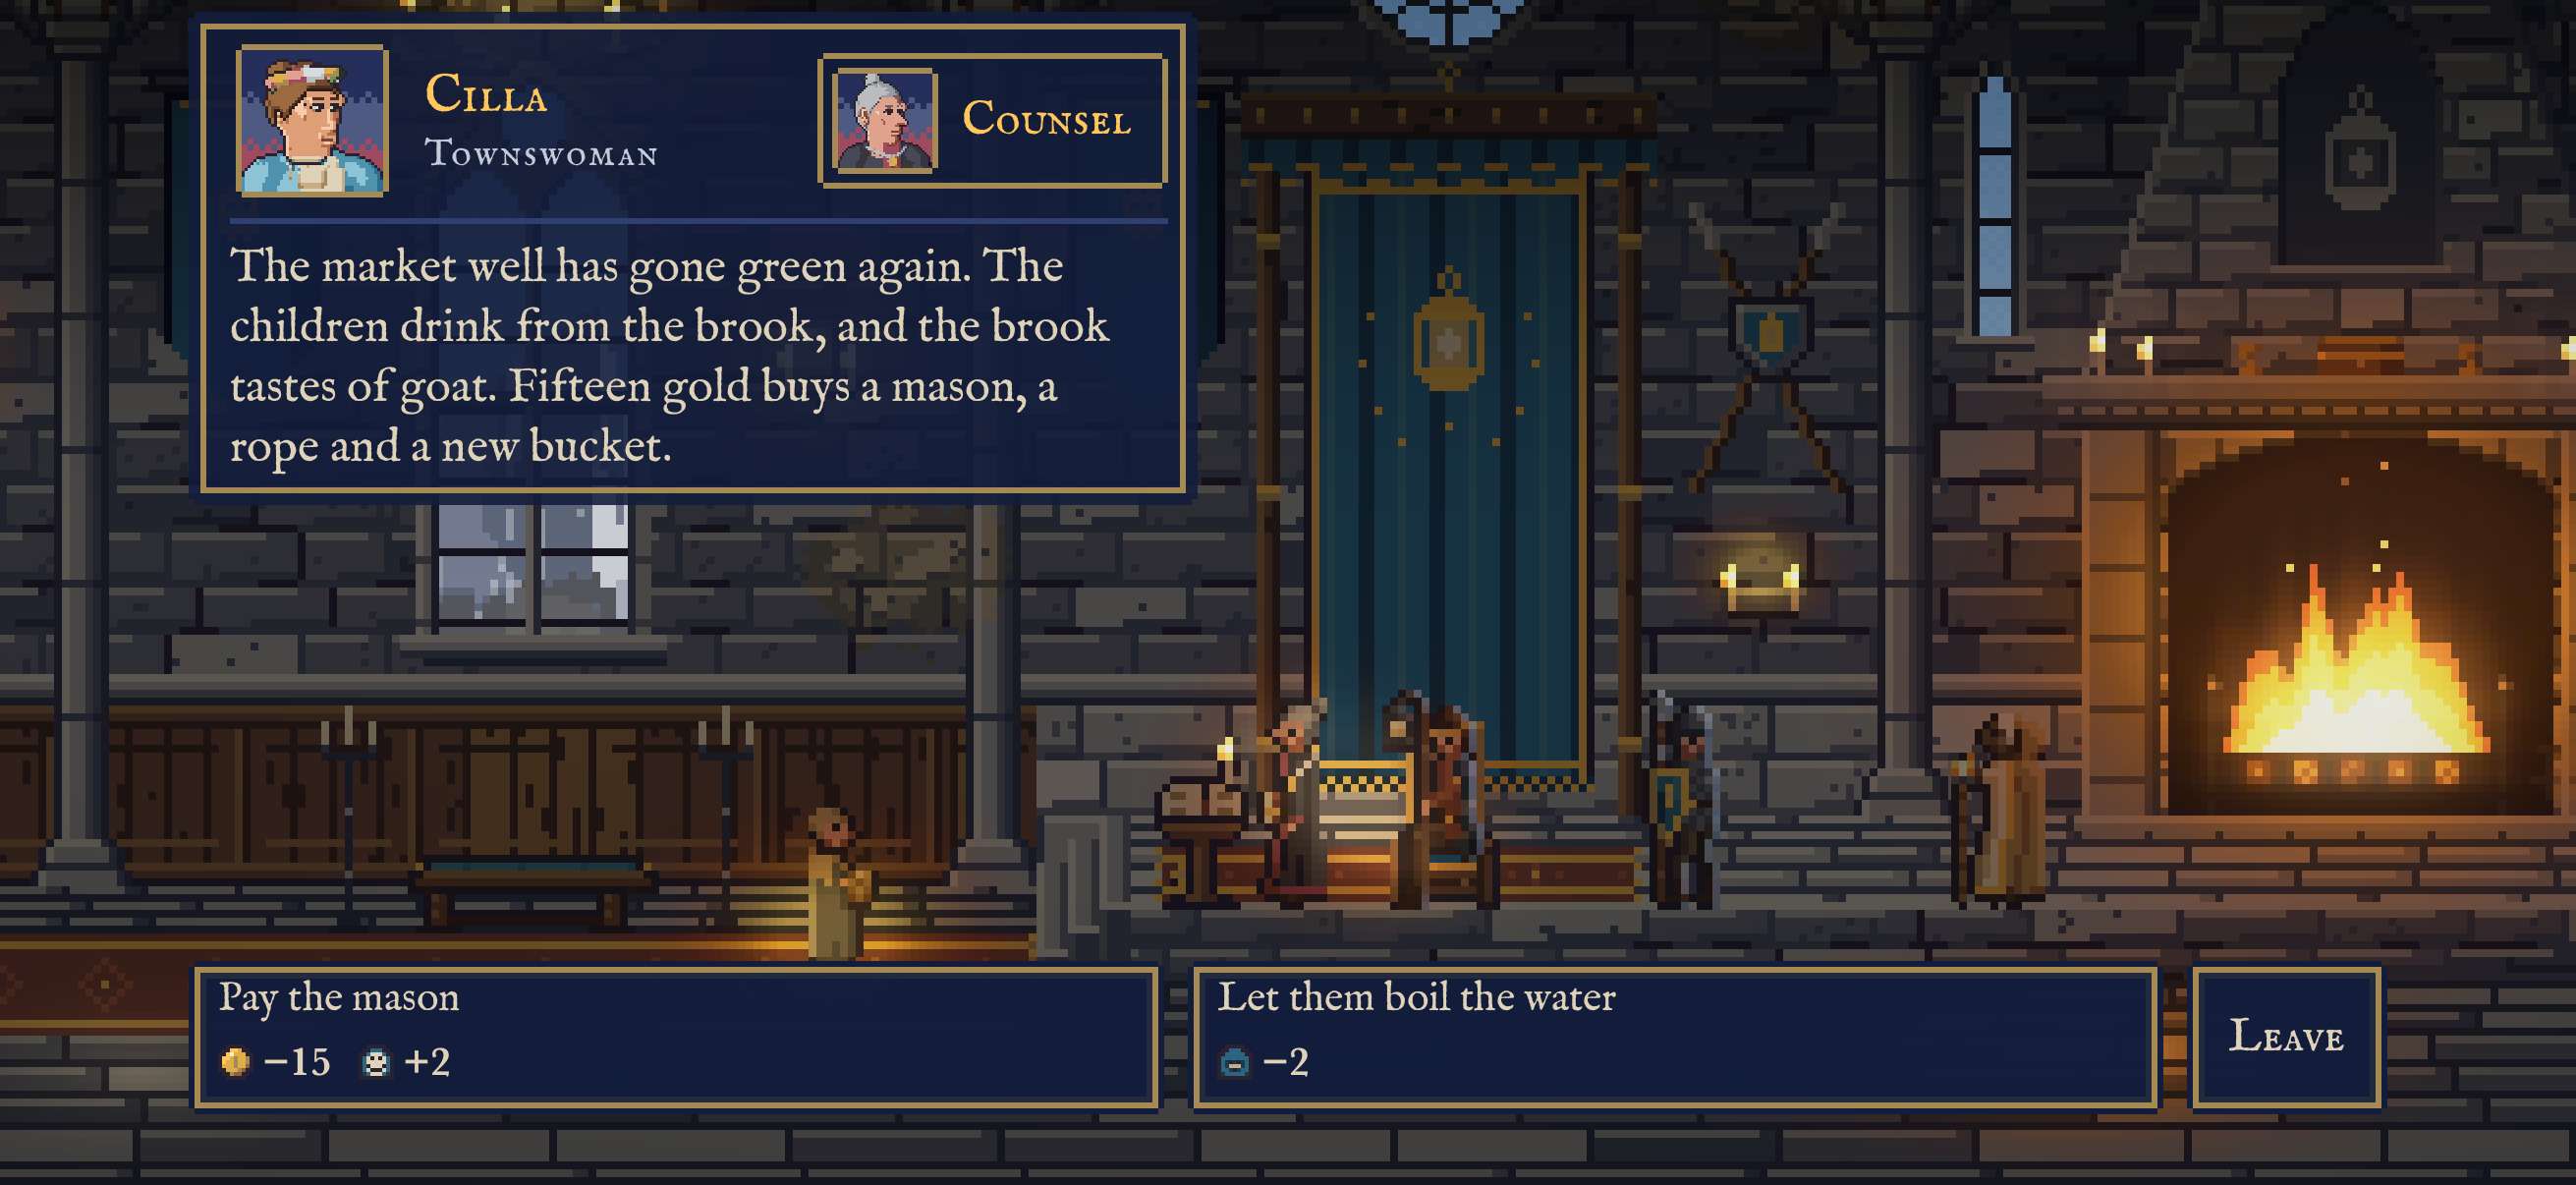 Cilla
Townswoman
Counsel
The market well has gone green again. The
children drink from the brook, and the brook
tastes of goat. Fifteen gold buys a mason, a
rope and a new bucket.
Pay the mason
−15 +2
Let them boil the water
−2
Leave